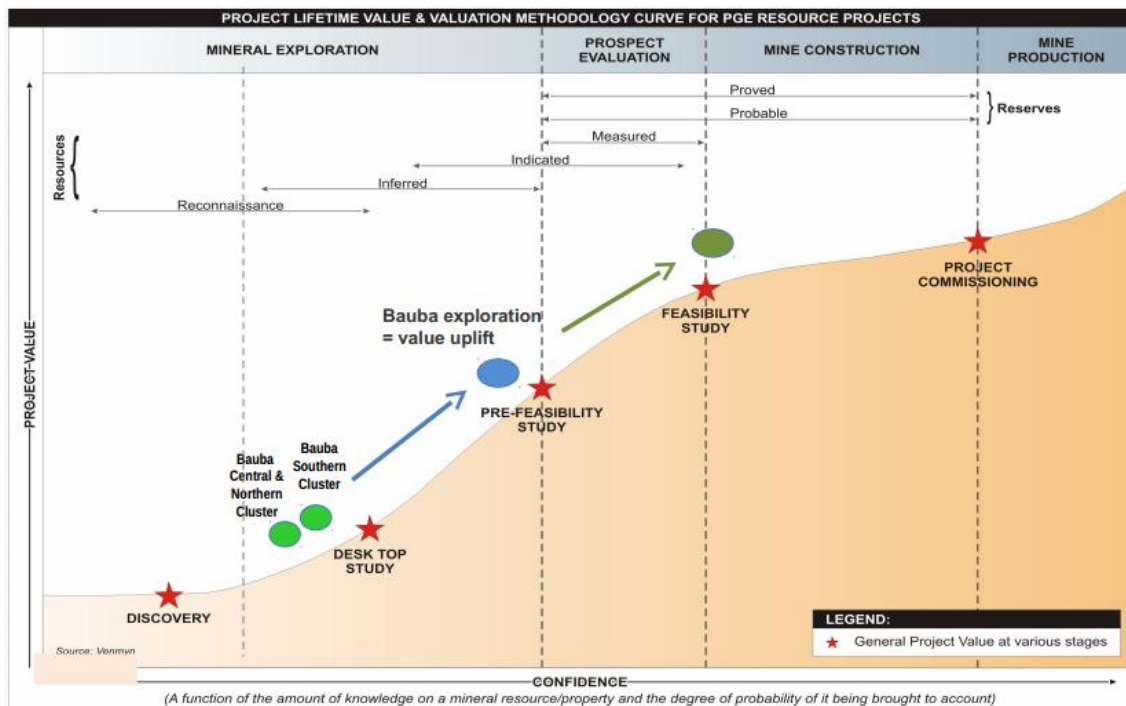 PROJECT LIFETIME VALUE & VALUATION METHODOLOGY CURVE FOR PGE RESOURCE PROJECTS
MINERAL EXPLORATION
PROSPECT
EVALUATION
MINE CONSTRUCTION
MINE
PRODUCTION
Proved
Probable
Reserves
Measured
Indicated
Inferred
Reconnaissance
Resources
PROJECT VALUE
Bauba exploration
= value uplift
Bauba
Central &
Northern
Cluster
Bauba
Southern
Cluster
DISCOVERY
DESK TOP
STUDY
PRE-FEASIBILITY
STUDY
FEASIBILITY
STUDY
PROJECT
COMMISSIONING
LEGEND:
General Project Value at various stages
Source: Venmyn
CONFIDENCE
(A function of the amount of knowledge on a mineral resource/property and the degree of probability of it being brought to account)